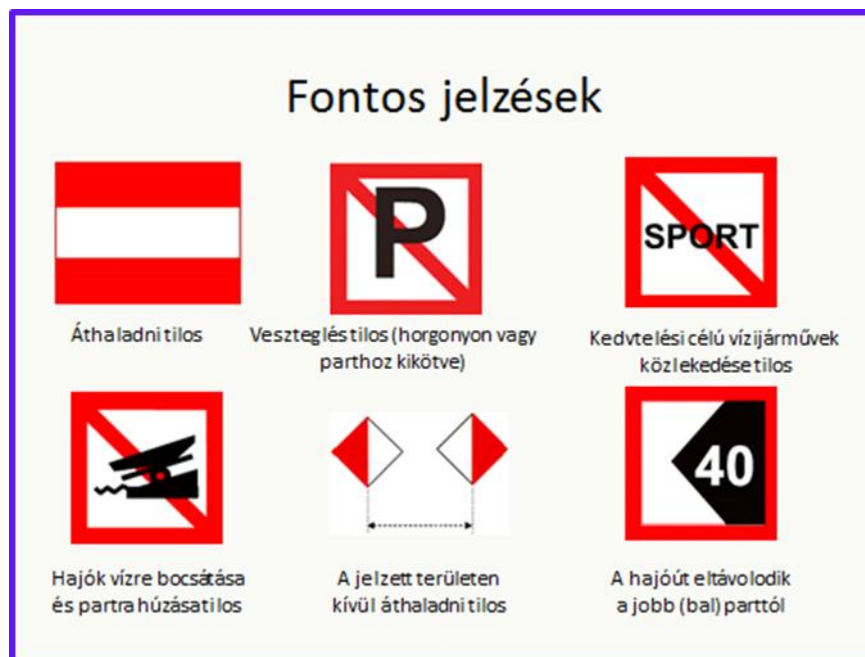 Fontos jelzések
P
SPORT
Áthaladni tilos
Veszteglés tilos (horgonyon vagy
parthoz kikötve)
Kedvtelési célú vízijárművek
közlekedése tilos
40
Hajók vízre bocsátása
és partra húzása tilos
A jelzett területen
kívül áthaladni tilos
A hajóút eltávolodik
a jobb (bal) parttól